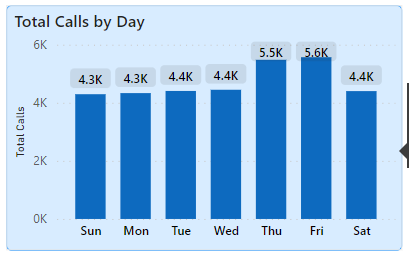 Total Calls by Day
Total Calls
6K
4K
2K
0K
4.3K 4.3K 4.4K 4.4K 5.5K 5.6K 4.4K
Sun Mon Tue Wed Thu Fri Sat